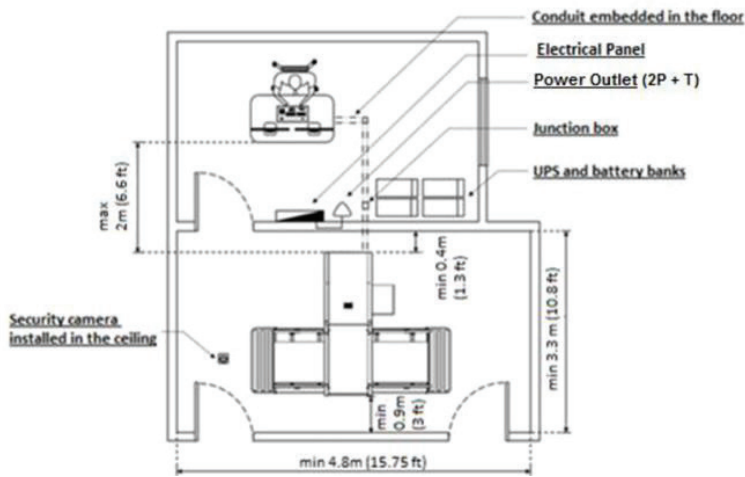 Conduit embedded in the floor
Electrical Panel
Power Outlet (2P + T)
Junction box
UPS and battery banks
max
2m (6.6 ft)
min 0.4m
(1.3 ft)
min 3.3 m (10.8 ft)
Security camera
installed in the ceiling
min
0.9m
(3 ft)
min 4.8m (15.75 ft)